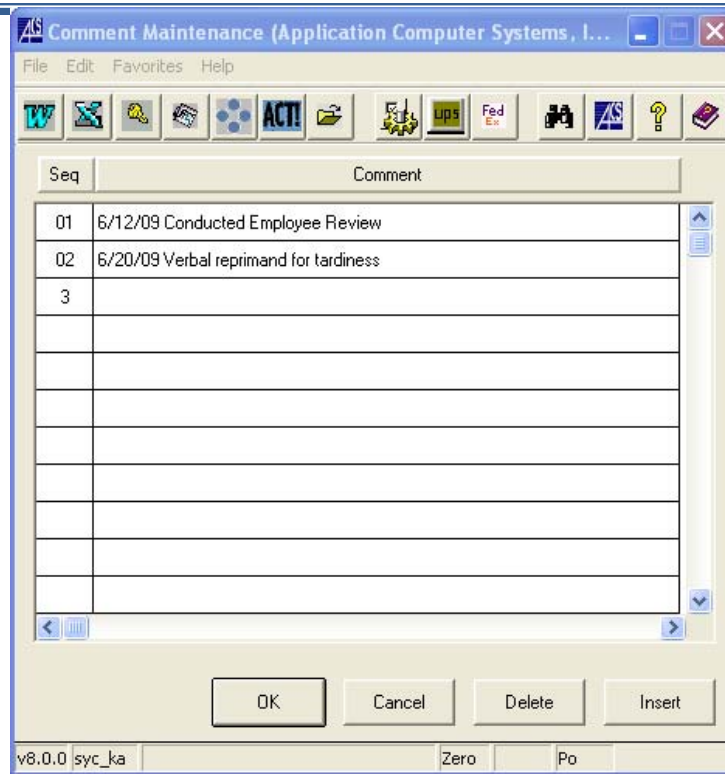 Comment Maintenance (Application Computer Systems, I...
File Edit Favorites Help
W X ACT! ups Fed Ex AS ?
Seq Comment
01 6/12/09 Conducted Employee Review
02 6/20/09 Verbal reprimand for tardiness
3
OK Cancel Delete Insert
v8.0.0 syc_ka Zero Po